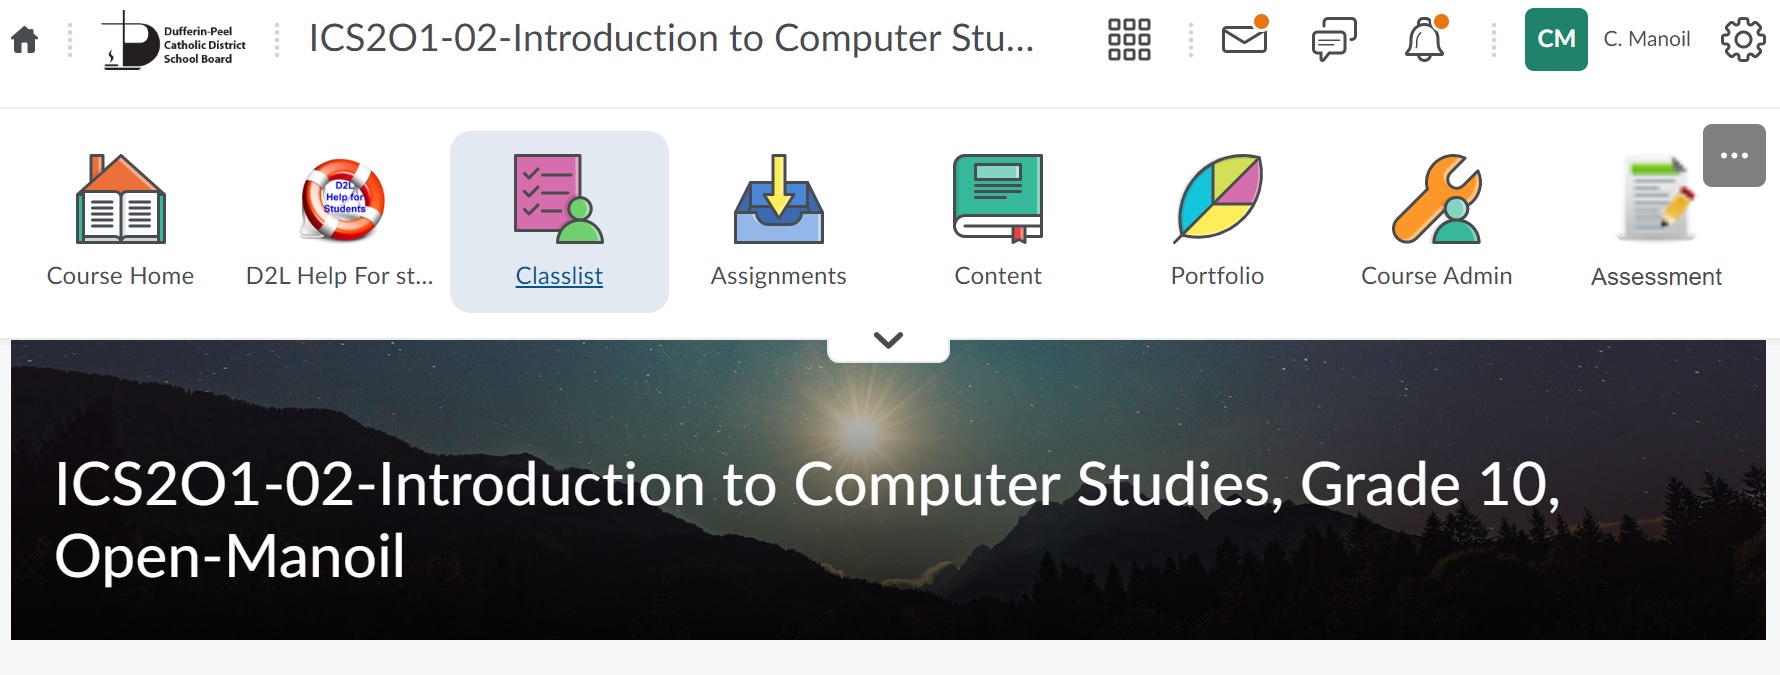 Dufferin-Peel
Catholic District
School Board
ICS2O1-02-Introduction to Computer Stu...
CM
C. Manoil
D2L
Help for
Students
Course Home
D2L Help For st...
Classlist
Assignments
Content
Portfolio
Course Admin
Assessment
ICS2O1-02-Introduction to Computer Studies, Grade 10,
Open-Manoil